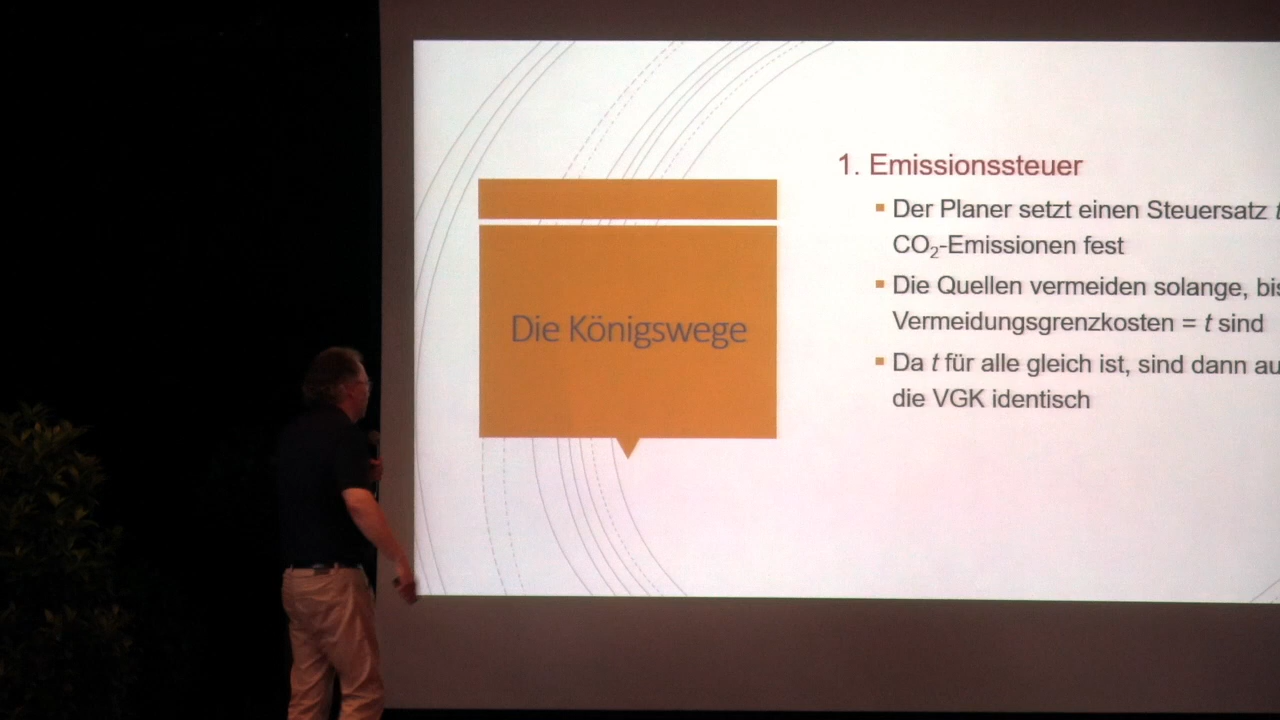 Die Königswege
1. Emissionssteuer
Der Planer setzt einen Steuersatz t
CO₂-Emissionen fest
Die Quellen vermeiden solange, bis
Vermeidungsgrenzkosten = t sind
Da t für alle gleich ist, sind dann
die VGK identisch